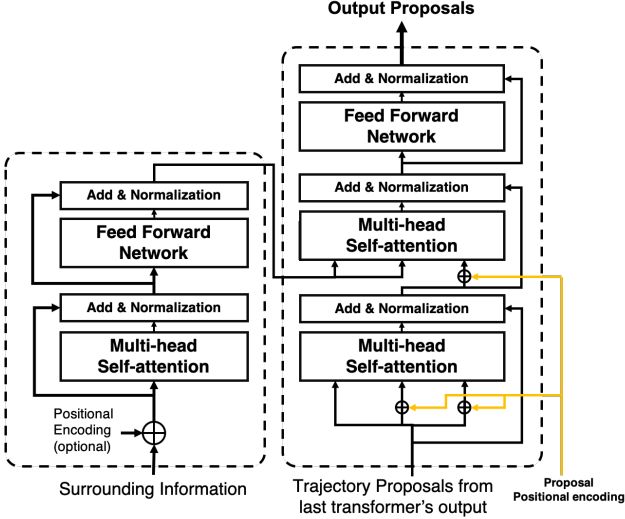 Output Proposals
Add & Normalization
Feed Forward
Network
Add & Normalization
Multi-head
Self-attention
Add & Normalization
Multi-head
Self-attention
Add & Normalization
Feed Forward
Network
Add & Normalization
Multi-head
Self-attention
Positional
Encoding
(optional)
Surrounding Information
Trajectory Proposals from
last transformer's output
Proposal
Positional encoding